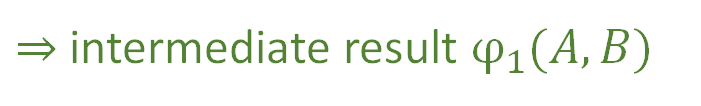 ⇒ intermediate result φ₁(A, B)